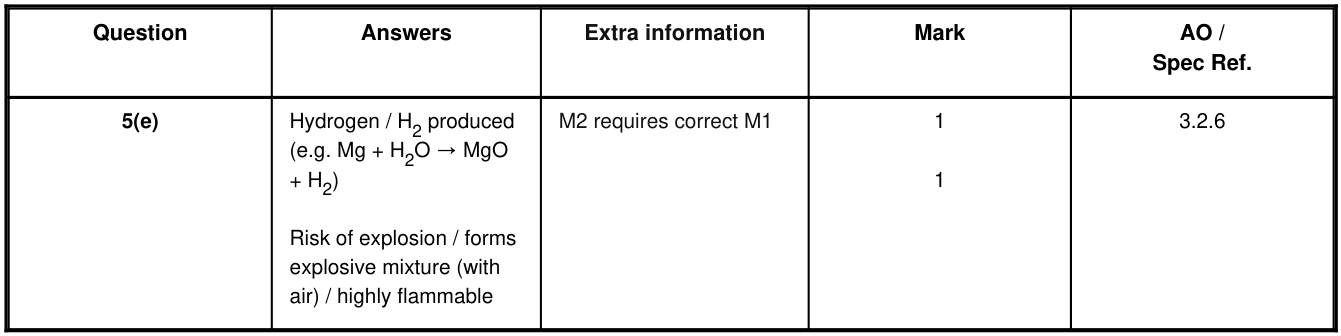 Question Answers Extra information Mark AO /
Spec Ref.
5(e) Hydrogen / H₂ produced M2 requires correct M1 1 3.2.6
(e.g. Mg + H₂O → MgO
+ H₂) 1
Risk of explosion / forms
explosive mixture (with
air) / highly flammable